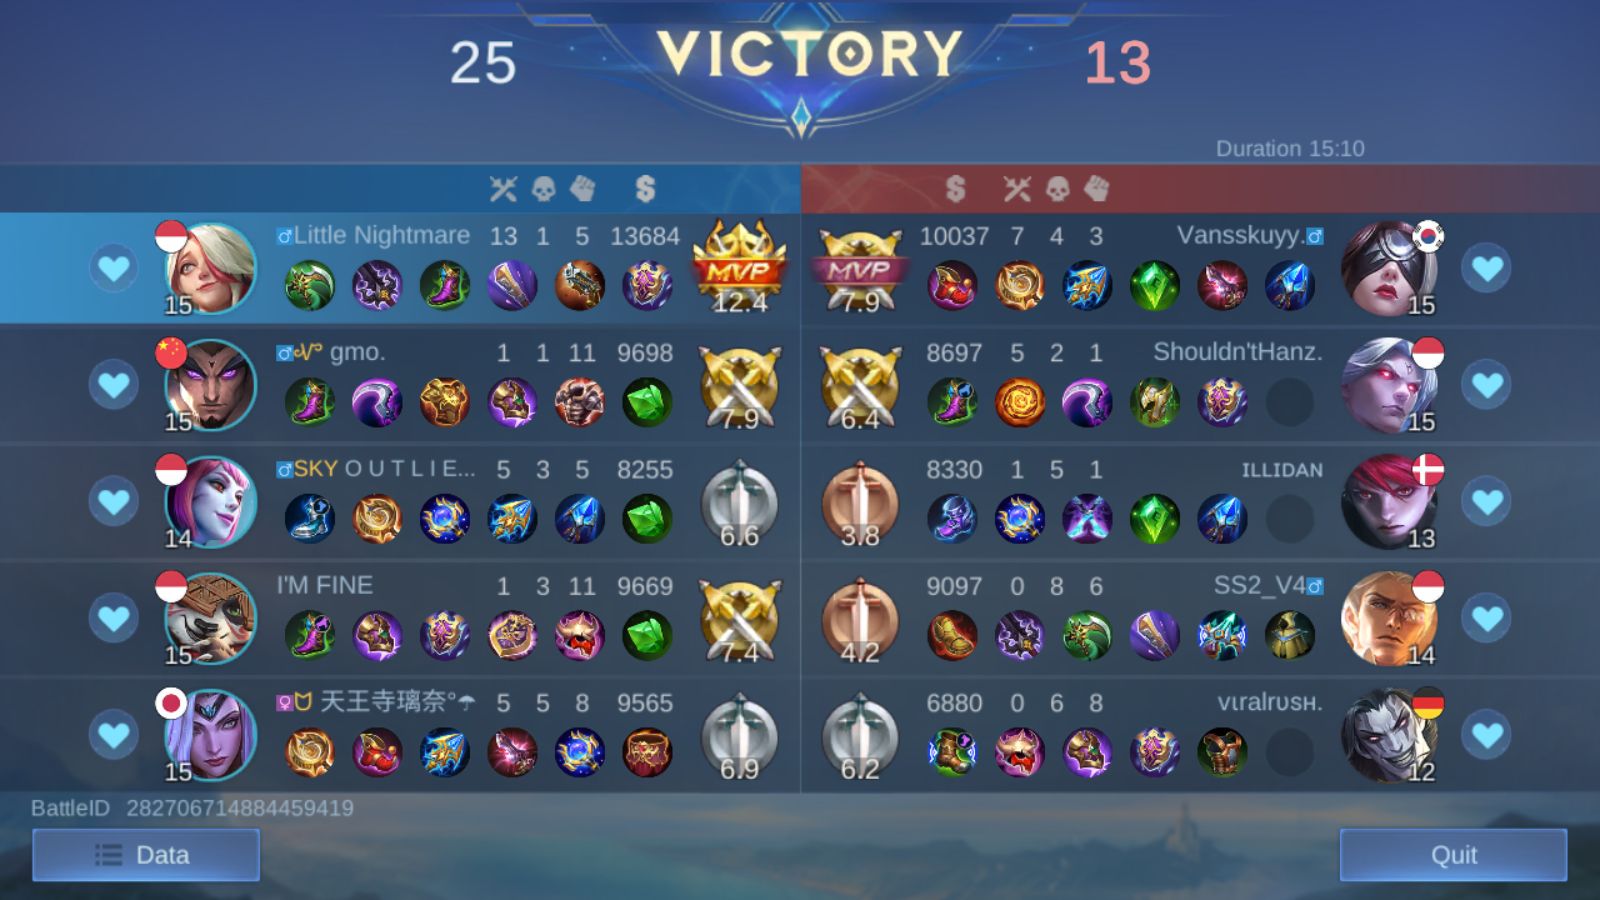 25 VICTORY 13
Duration 15:10
Little Nightmare 13 1 5 13684 MVP 12.4 15
MVP 7.9 10037 7 4 3 Vansskuyy. 15
gmo. 1 1 11 9698 7.9 15
6.4 8697 5 2 1 Shouldn'tHanz. 15
SKY O U T L I E... 5 3 5 8255 6.6 14
3.8 8330 1 5 1 ILLIDAN 13
I'M FINE 1 3 11 9669 7.4 15
4.2 9097 0 8 6 SS2_V4 14
天王寺璃奈°☂ 5 5 8 9565 6.9 15
6.2 6880 0 6 8 vιralrυѕн. 12
BattleID 282706714884459419
Data
Quit